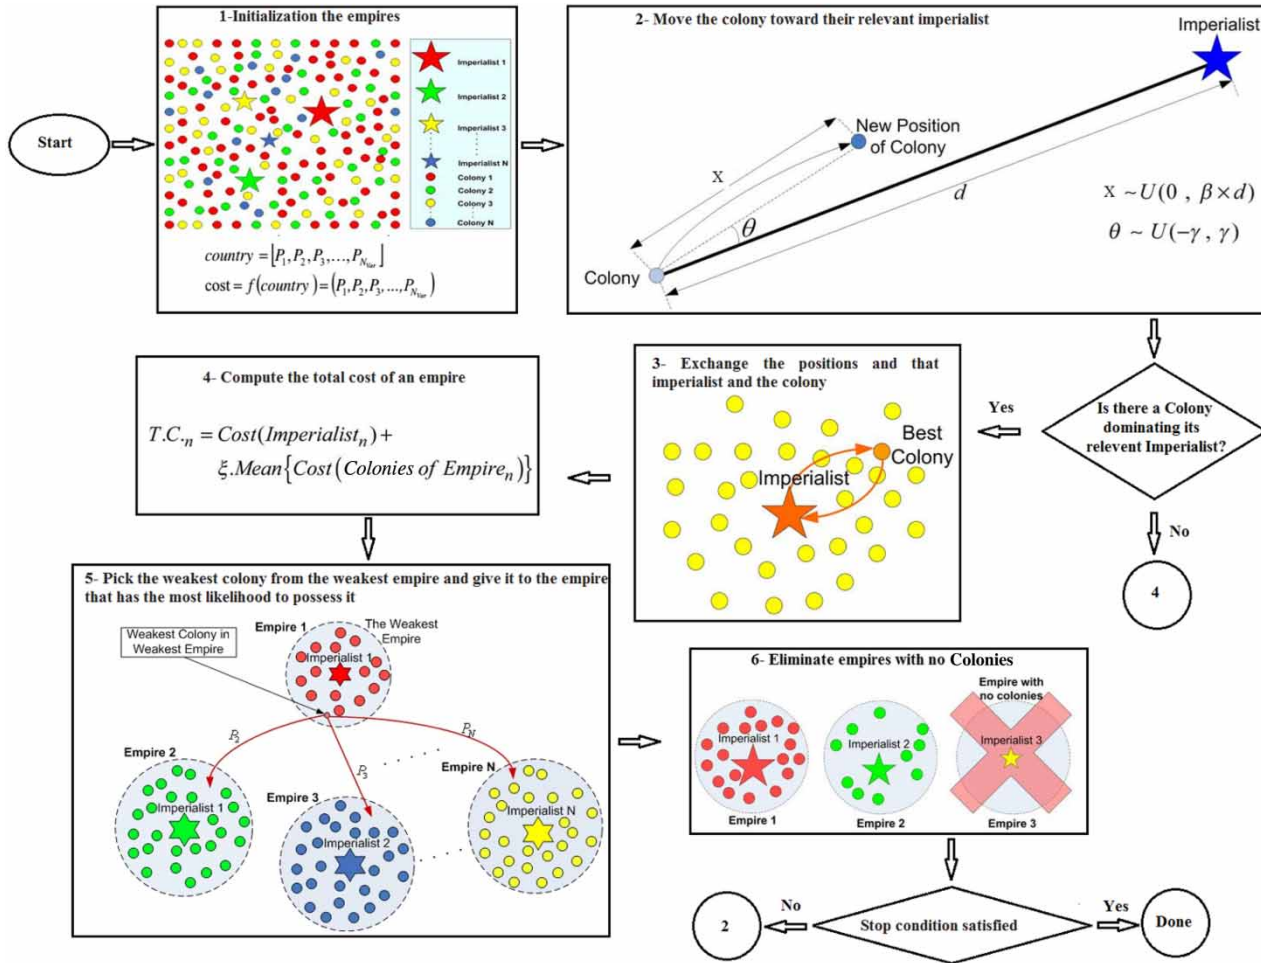 1-Initialization the empires
Start
Imperialist 1
Imperialist 2
Imperialist 3
Imperialist N
Colony 1
Colony 2
Colony 3
Colony N
country = [P1, P2, P3, ..., PNVar]
cost = f(country) = (P1, P2, P3, ..., PNVar)
2- Move the colony toward their relevant imperialist
Imperialist
New Position
of Colony
X
d
θ
Colony
x ~ U(0 , β×d)
θ ~ U(-γ , γ)
Is there a Colony
dominating its
relevent Imperialist?
Yes
No
4
3- Exchange the positions and that
imperialist and the colony
Best
Colony
Imperialist
4- Compute the total cost of an empire
T.C.n = Cost(Imperialistn) +
ξ.Mean{Cost(Colonies of Empiren)}
5- Pick the weakest colony from the weakest empire and give it to the empire
that has the most likelihood to possess it
Weakest Colony in
Weakest Empire
Empire 1
The Weakest
Empire
Imperialist 1
P2
P3
PN
Empire 2
Imperialist 1
Empire 3
Imperialist 2
Empire N
Imperialist N
6- Eliminate empires with no Colonies
Empire with
no colonies
Imperialist 1
Imperialist 2
Imperialist 3
Empire 1
Empire 2
Empire 3
Stop condition satisfied
No
2
Yes
Done